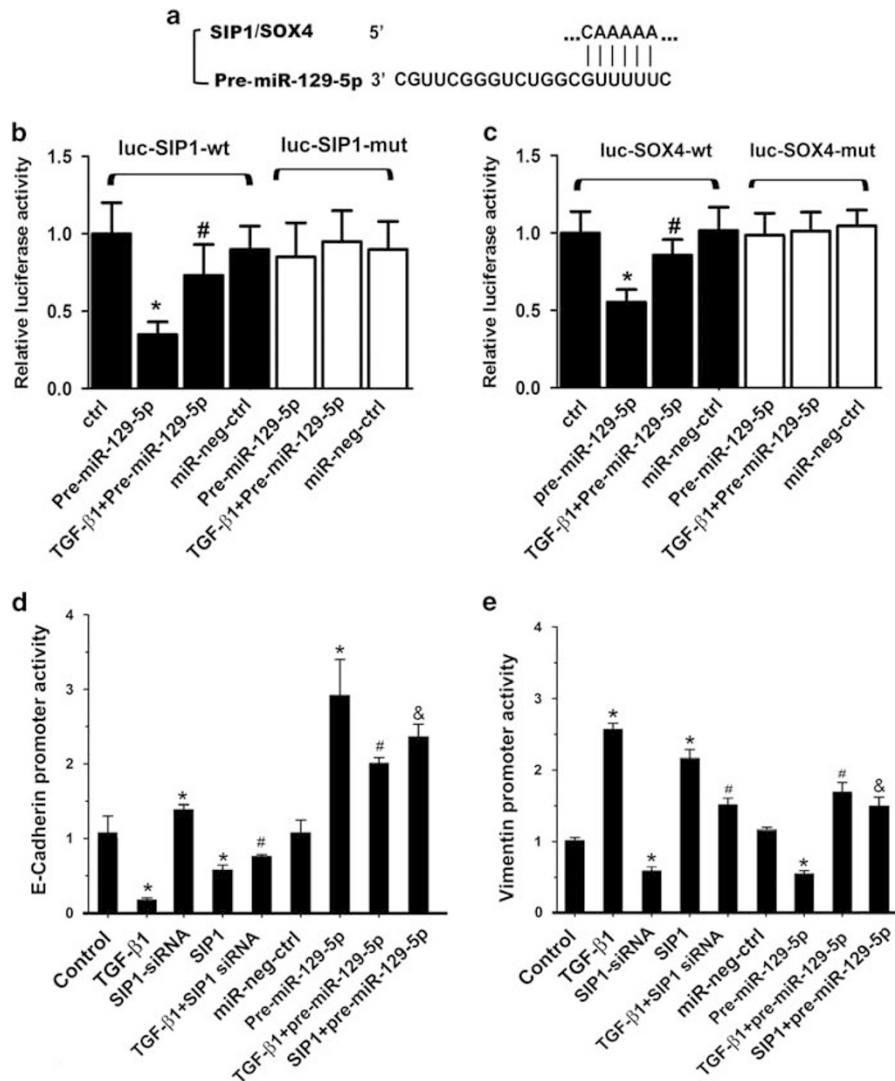 a
SIP1/SOX4 5' ...CAAAAA...
Pre-miR-129-5p 3' CGUUCGGGUCUGGCGUUUUUC
b
luc-SIP1-wt luc-SIP1-mut
Relative luciferase activity
1.5
1.0
0.5
0.0
*
#
ctrl
Pre-miR-129-5p
TGF-β1+Pre-miR-129-5p
miR-neg-ctrl
Pre-miR-129-5p
TGF-β1+Pre-miR-129-5p
miR-neg-ctrl
c
luc-SOX4-wt luc-SOX4-mut
Relative luciferase activity
1.5
1.0
0.5
0.0
*
#
ctrl
pre-miR-129-5p
TGF-β1+Pre-miR-129-5p
miR-neg-ctrl
Pre-miR-129-5p
TGF-β1+Pre-miR-129-5p
miR-neg-ctrl
d
E-Cadherin promoter activity
4
3
2
1
0
*
*
*
#
*
#
&
Control
TGF-β1
SIP1-siRNA
SIP1
TGF-β1+SIP1 siRNA
miR-neg-ctrl
Pre-miR-129-5p
TGF-β1+pre-miR-129-5p
SIP1+pre-miR-129-5p
e
Vimentin promoter activity
4
3
2
1
0
*
*
*
#
*
#
&
Control
TGF-β1
SIP1-siRNA
SIP1
TGF-β1+SIP1 siRNA
miR-neg-ctrl
Pre-miR-129-5p
TGF-β1+pre-miR-129-5p
SIP1+pre-miR-129-5p